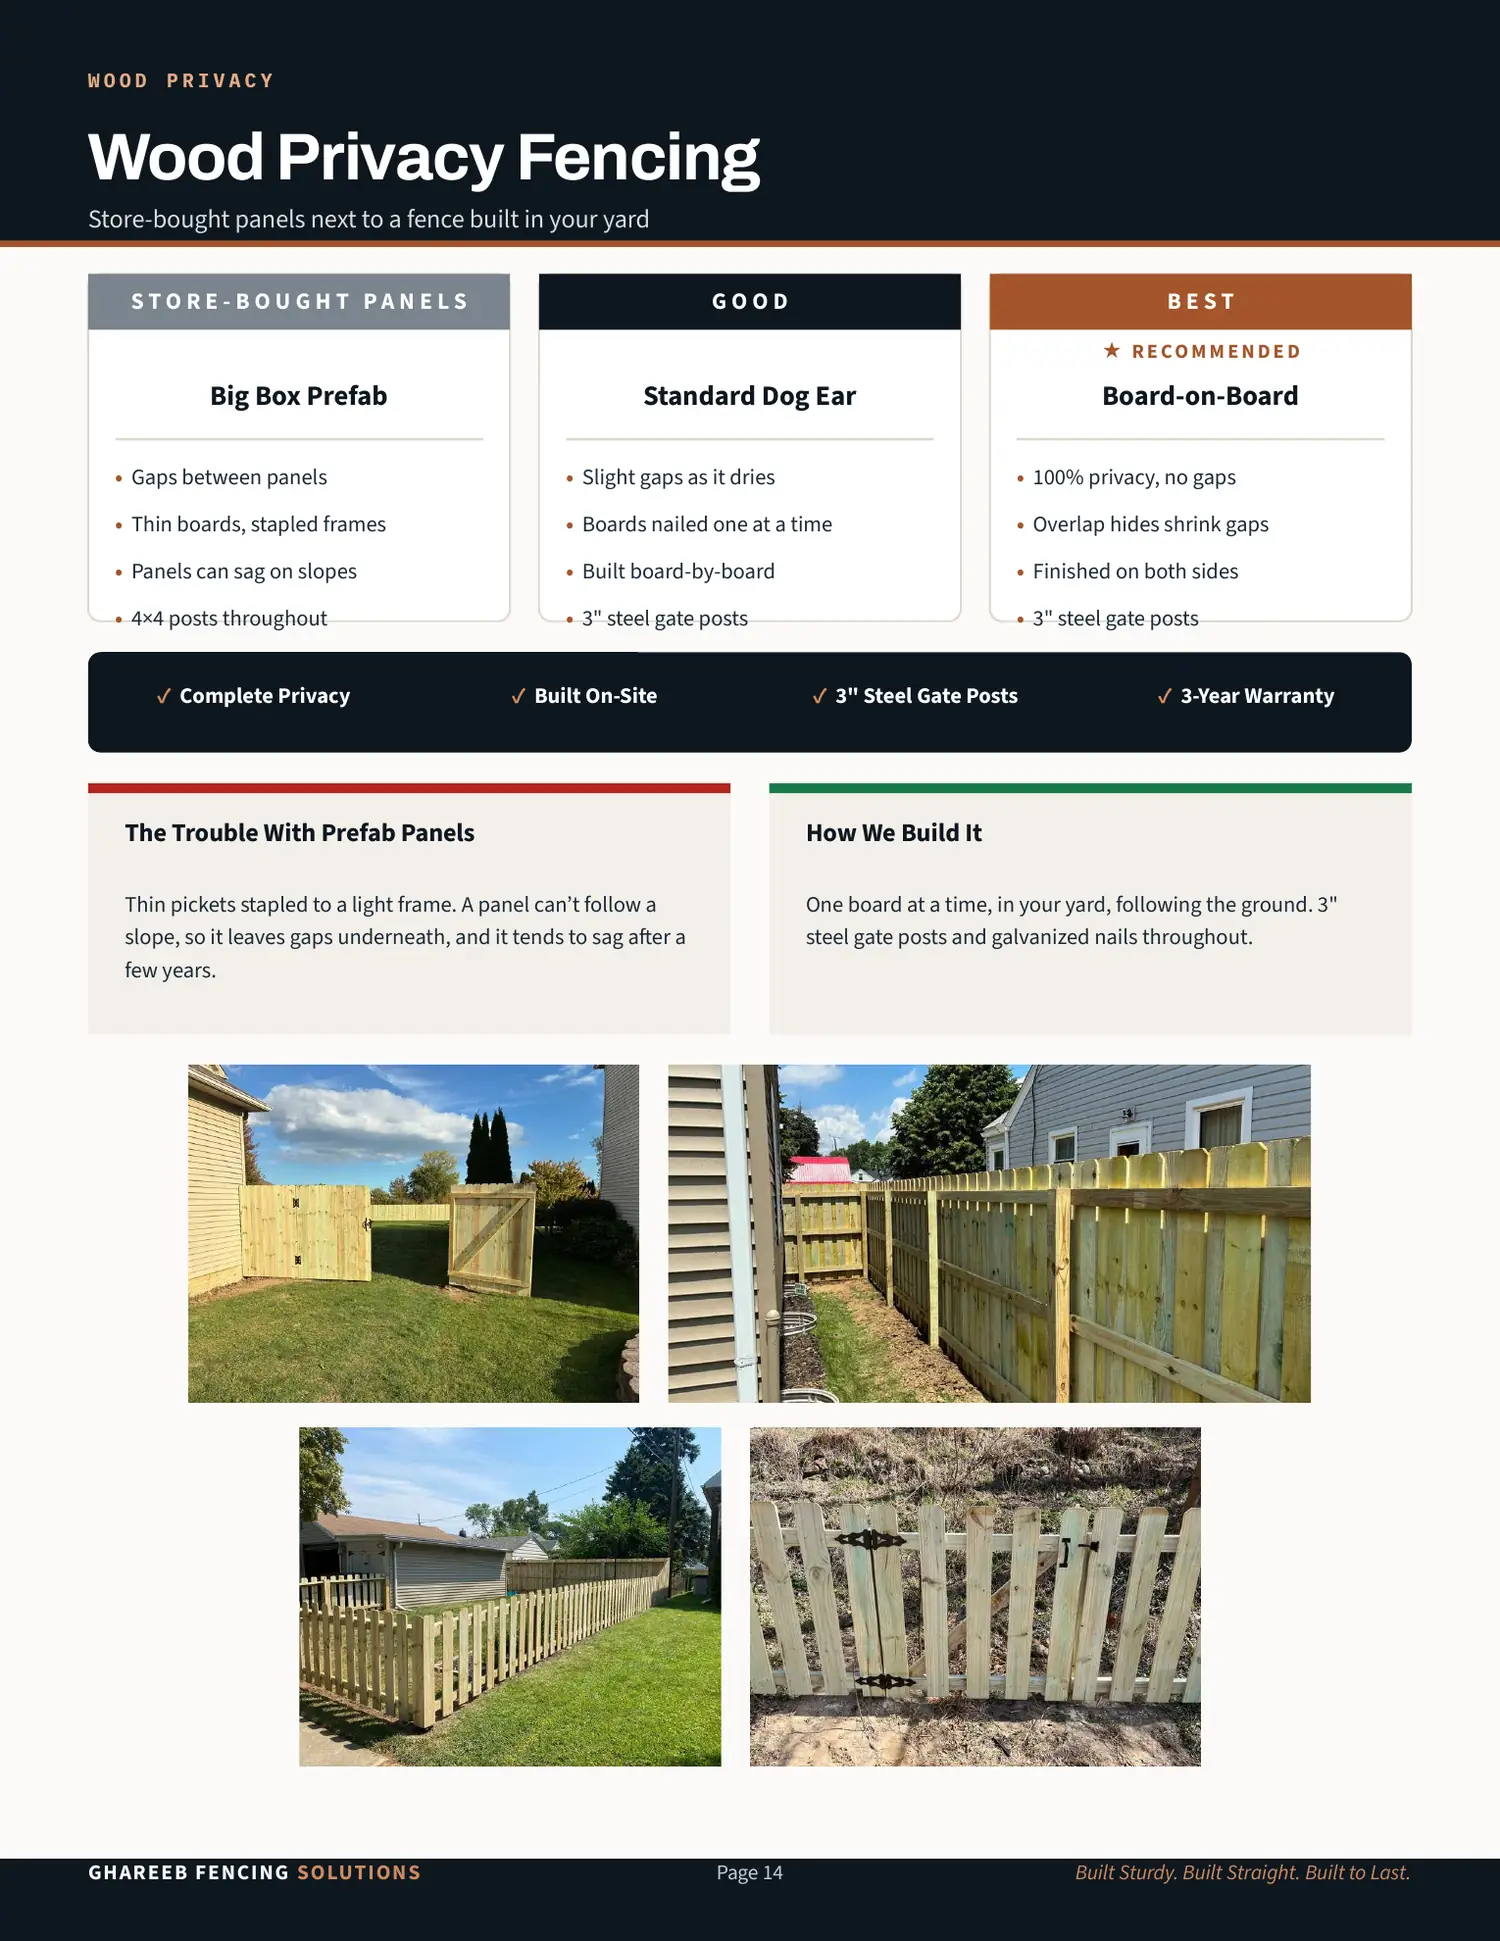 WOOD PRIVACY
Wood Privacy Fencing
Store-bought panels next to a fence built in your yard
STORE-BOUGHT PANELS
Big Box Prefab
• Gaps between panels
• Thin boards, stapled frames
• Panels can sag on slopes
• 4×4 posts throughout
GOOD
Standard Dog Ear
• Slight gaps as it dries
• Boards nailed one at a time
• Built board-by-board
• 3" steel gate posts
BEST
★ RECOMMENDED
Board-on-Board
• 100% privacy, no gaps
• Overlap hides shrink gaps
• Finished on both sides
• 3" steel gate posts
✓ Complete Privacy
✓ Built On-Site
✓ 3" Steel Gate Posts
✓ 3-Year Warranty
The Trouble With Prefab Panels
Thin pickets stapled to a light frame. A panel can’t follow a
slope, so it leaves gaps underneath, and it tends to sag after a
few years.
How We Build It
One board at a time, in your yard, following the ground. 3"
steel gate posts and galvanized nails throughout.
GHAREEB FENCING SOLUTIONS
Page 14
Built Sturdy. Built Straight. Built to Last.